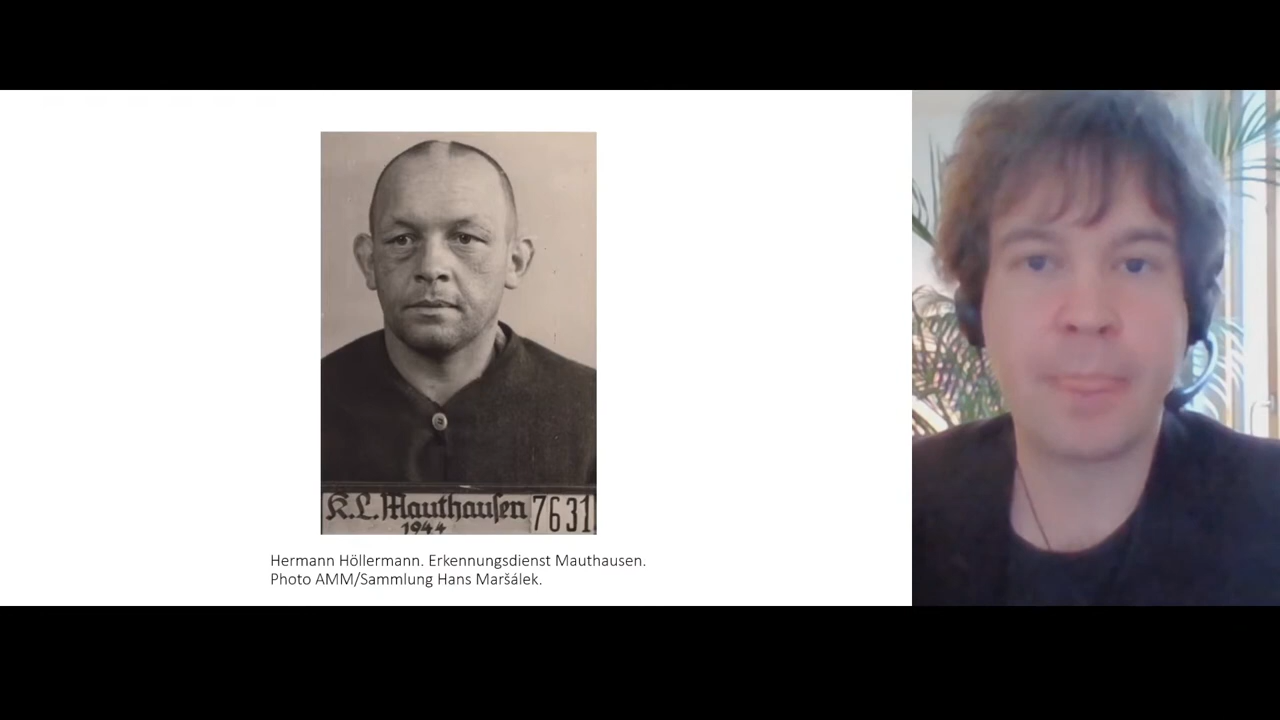 K.L. Mauthausen 7631
1944
Hermann Höllermann. Erkennungsdienst Mauthausen.
Photo AMM/Sammlung Hans Maršálek.